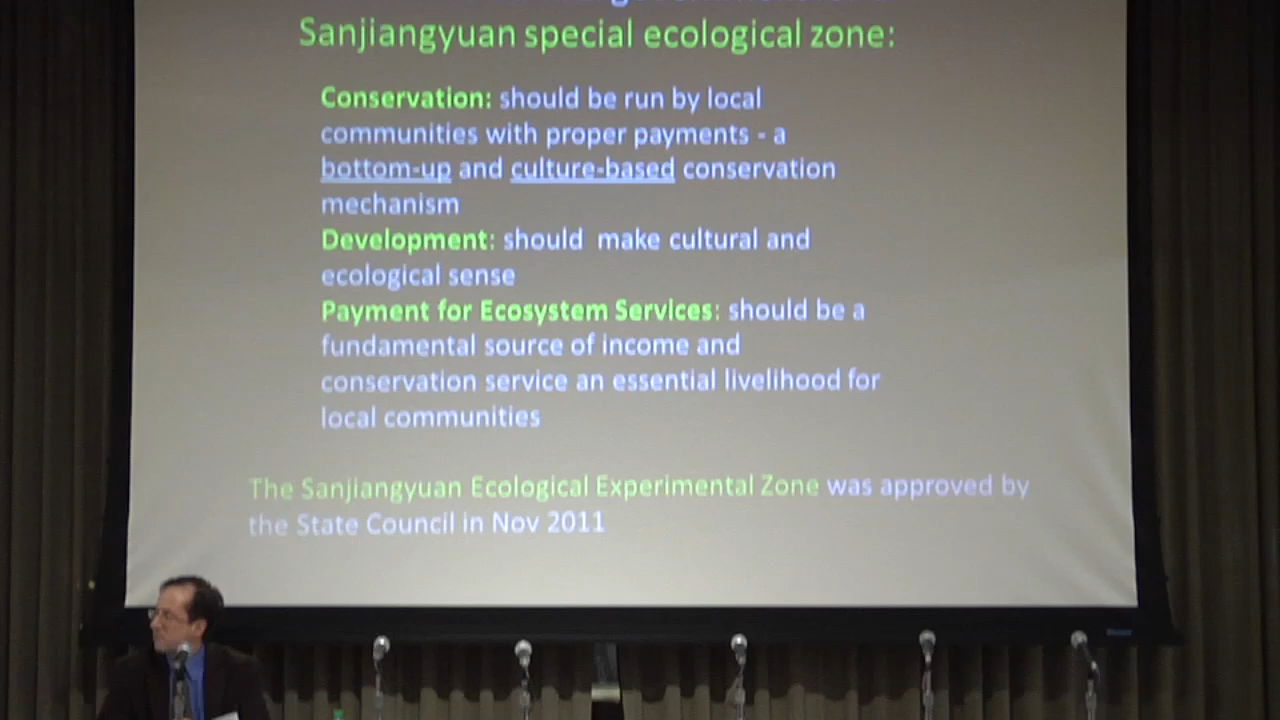 Sanjiangyuan special ecological zone:
Conservation: should be run by local
communities with proper payments - a
bottom-up and culture-based conservation
mechanism
Development: should make cultural and
ecological sense
Payment for Ecosystem Services: should be a
fundamental source of income and
conservation service an essential livelihood for
local communities
The Sanjiangyuan Ecological Experimental Zone was approved by
the State Council in Nov 2011